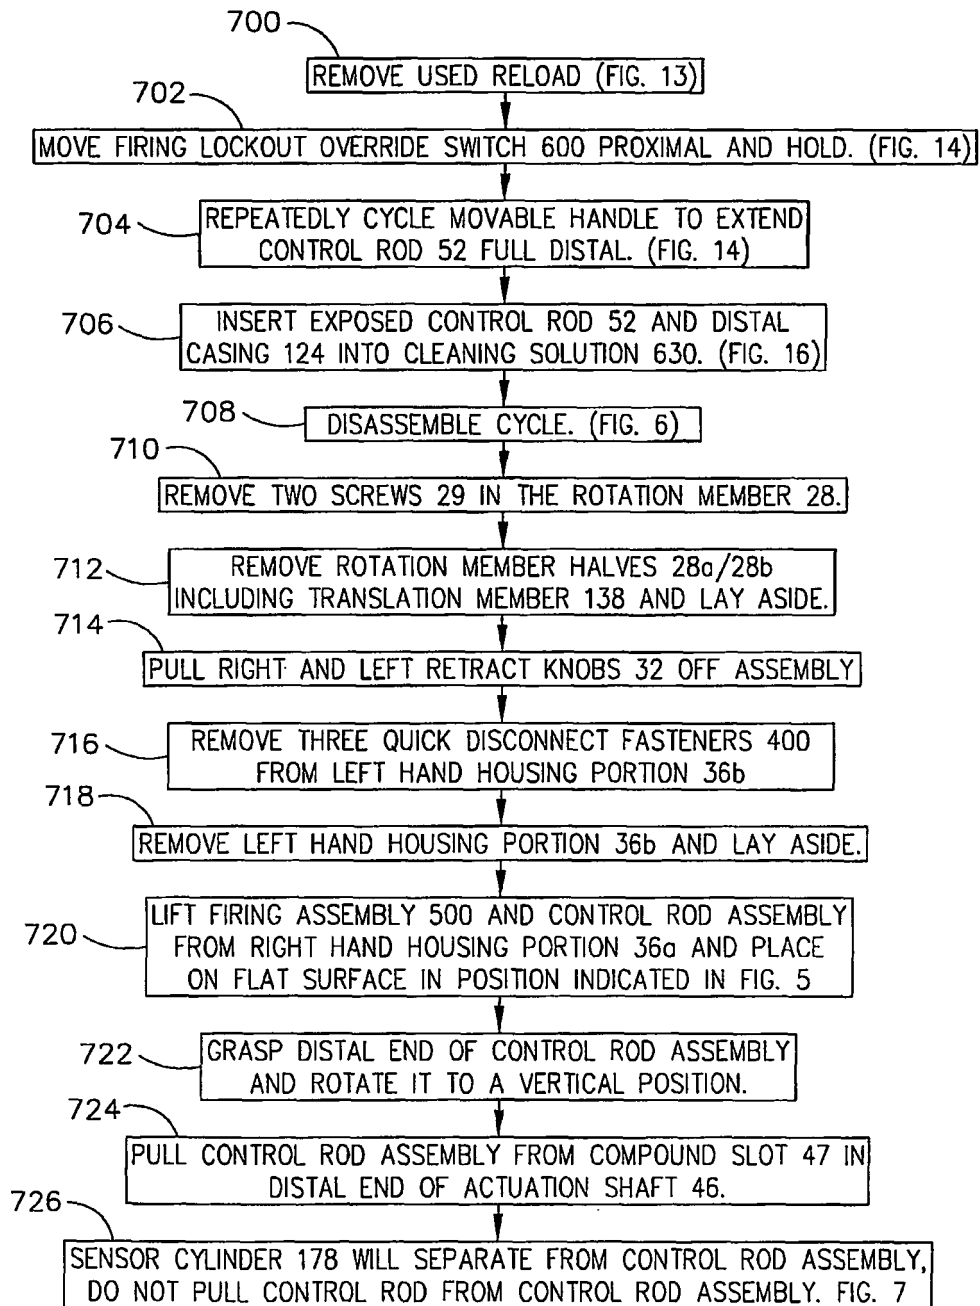 700
REMOVE USED RELOAD (FIG. 13)
702
MOVE FIRING LOCKOUT OVERRIDE SWITCH 600 PROXIMAL AND HOLD. (FIG. 14)
704
REPEATEDLY CYCLE MOVABLE HANDLE TO EXTEND
CONTROL ROD 52 FULL DISTAL. (FIG. 14)
706
INSERT EXPOSED CONTROL ROD 52 AND DISTAL
CASING 124 INTO CLEANING SOLUTION 630. (FIG. 16)
708
DISASSEMBLE CYCLE. (FIG. 6)
710
REMOVE TWO SCREWS 29 IN THE ROTATION MEMBER 28.
712
REMOVE ROTATION MEMBER HALVES 28a/28b
INCLUDING TRANSLATION MEMBER 138 AND LAY ASIDE.
714
PULL RIGHT AND LEFT RETRACT KNOBS 32 OFF ASSEMBLY
716
REMOVE THREE QUICK DISCONNECT FASTENERS 400
FROM LEFT HAND HOUSING PORTION 36b
718
REMOVE LEFT HAND HOUSING PORTION 36b AND LAY ASIDE.
720
LIFT FIRING ASSEMBLY 500 AND CONTROL ROD ASSEMBLY
FROM RIGHT HAND HOUSING PORTION 36a AND PLACE
ON FLAT SURFACE IN POSITION INDICATED IN FIG. 5
722
GRASP DISTAL END OF CONTROL ROD ASSEMBLY
AND ROTATE IT TO A VERTICAL POSITION.
724
PULL CONTROL ROD ASSEMBLY FROM COMPOUND SLOT 47 IN
DISTAL END OF ACTUATION SHAFT 46.
726
SENSOR CYLINDER 178 WILL SEPARATE FROM CONTROL ROD ASSEMBLY,
DO NOT PULL CONTROL ROD FROM CONTROL ROD ASSEMBLY. FIG. 7